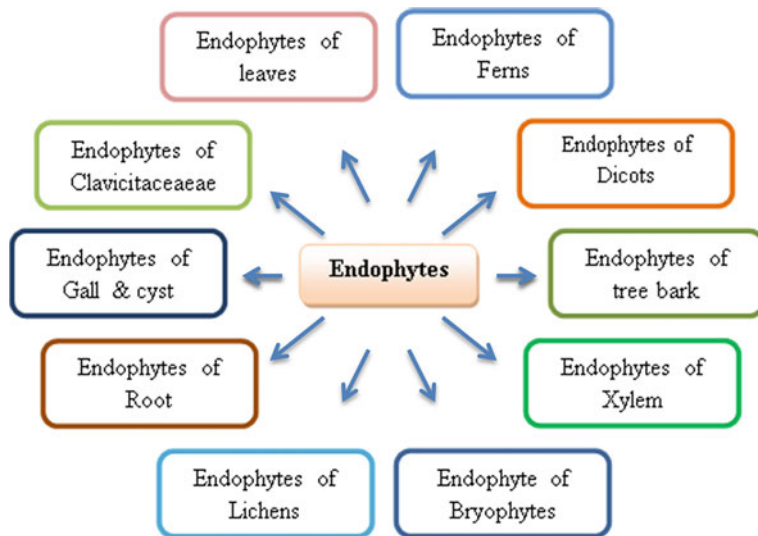 Endophytes of
leaves
Endophytes of
Ferns
Endophytes of
Clavicitaceaeae
Endophytes of
Dicots
Endophytes of
Gall & cyst
Endophytes
Endophytes of
tree bark
Endophytes of
Root
Endophytes of
Xylem
Endophytes of
Lichens
Endophyte of
Bryophytes